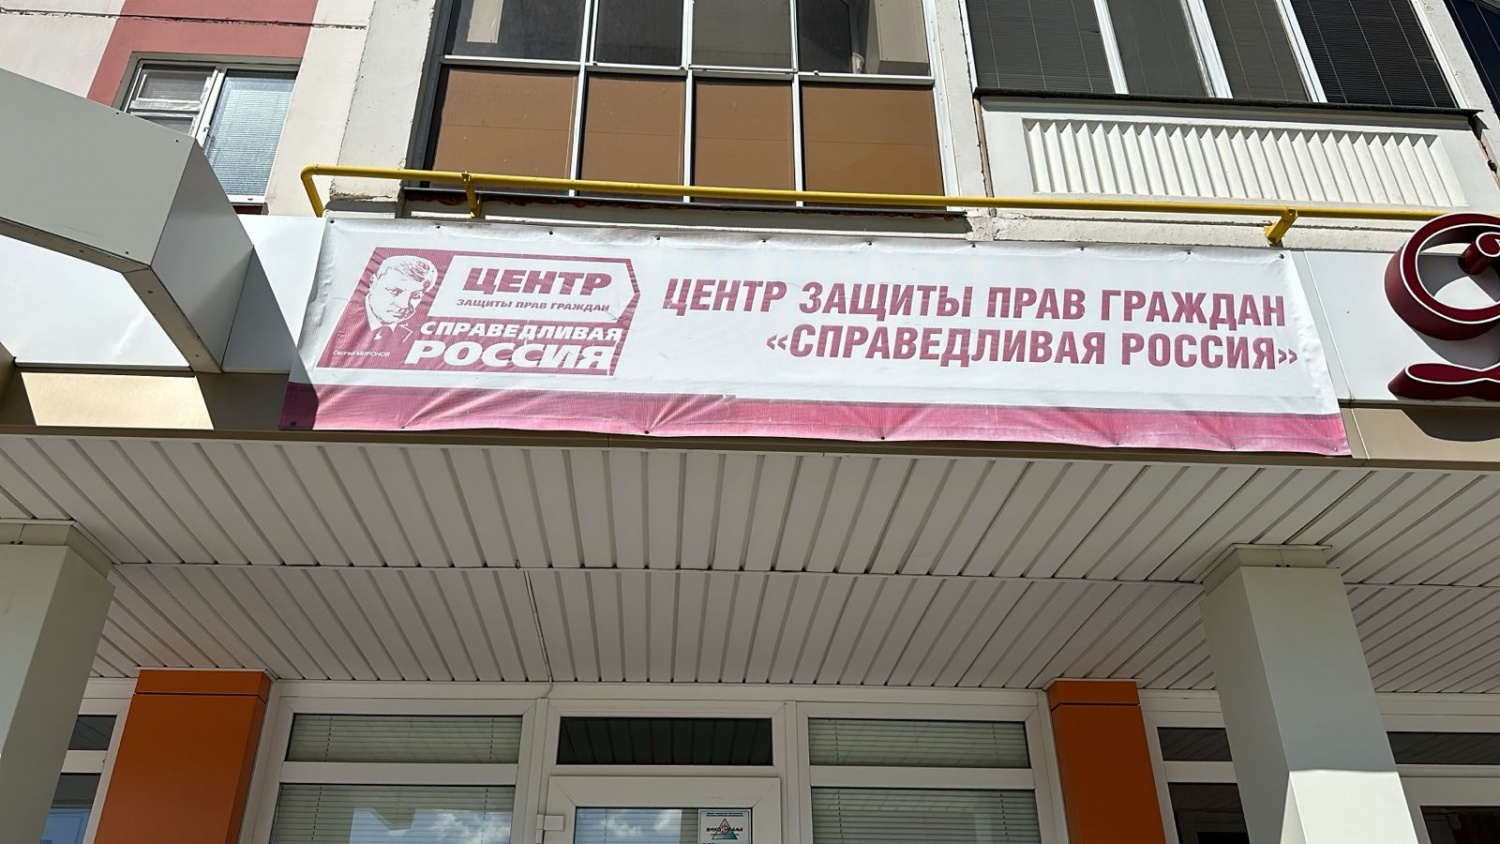 ЦЕНТР
ЗАЩИТЫ ПРАВ ГРАЖДАН
СПРАВЕДЛИВАЯ
РОССИЯ
Сергей МИРОНОВ
ЦЕНТР ЗАЩИТЫ ПРАВ ГРАЖДАН
«СПРАВЕДЛИВАЯ РОССИЯ»